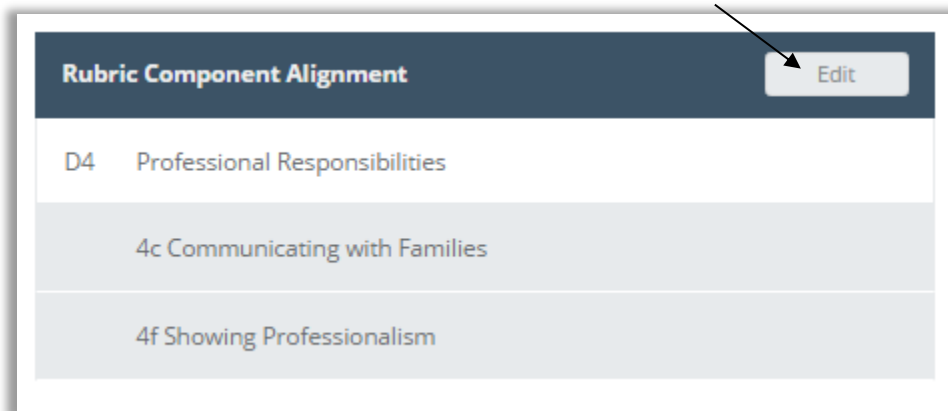 Rubric Component Alignment Edit
D4 Professional Responsibilities
4c Communicating with Families
4f Showing Professionalism